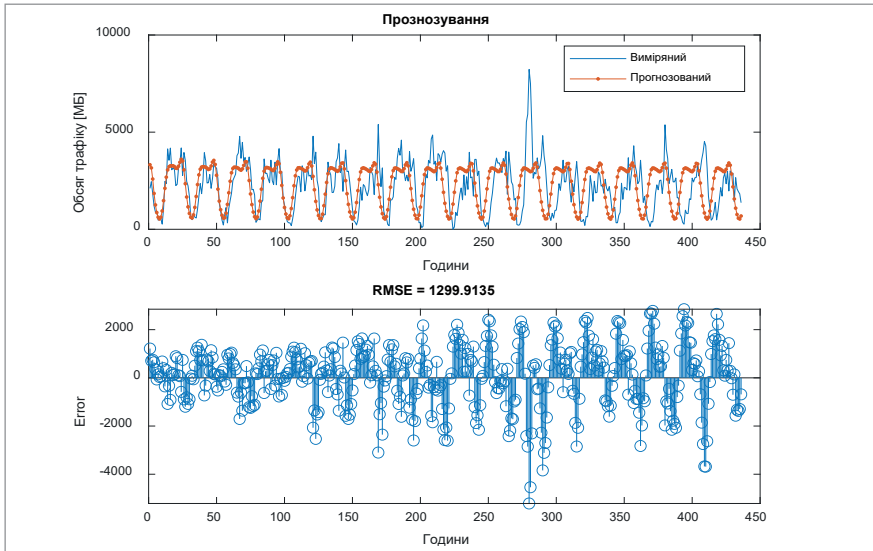 Прознозування
10000
5000
0
Обсяг трафіку [МБ]
Виміряний
Прогнозований
0 50 100 150 200 250 300 350 400 450
Години
RMSE = 1299.9135
2000
0
-2000
-4000
Error
0 50 100 150 200 250 300 350 400 450
Години